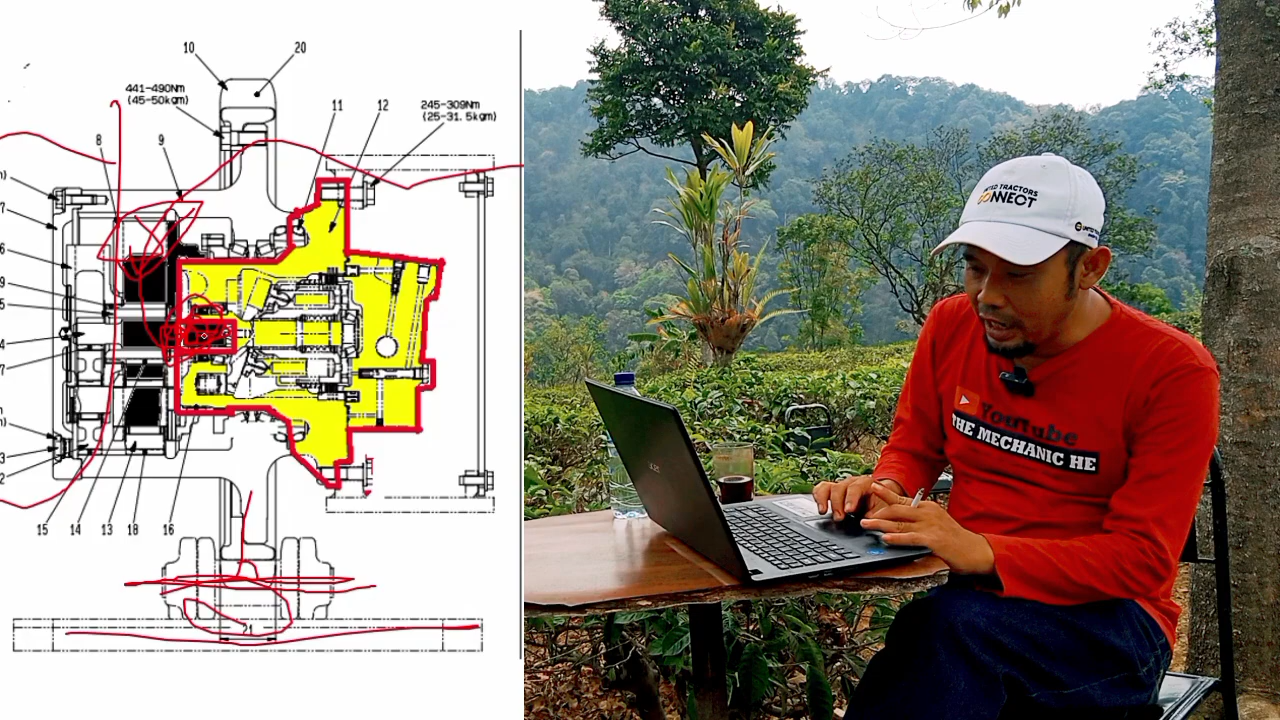 10
20
441-490Nm
(45-50kgm)
11
12
245-309Nm
(25-31.5kgm)
8
9
15
14
13
18
16
21
UNITED TRACTORS
CONNECT
YouTube
THE MECHANIC HE